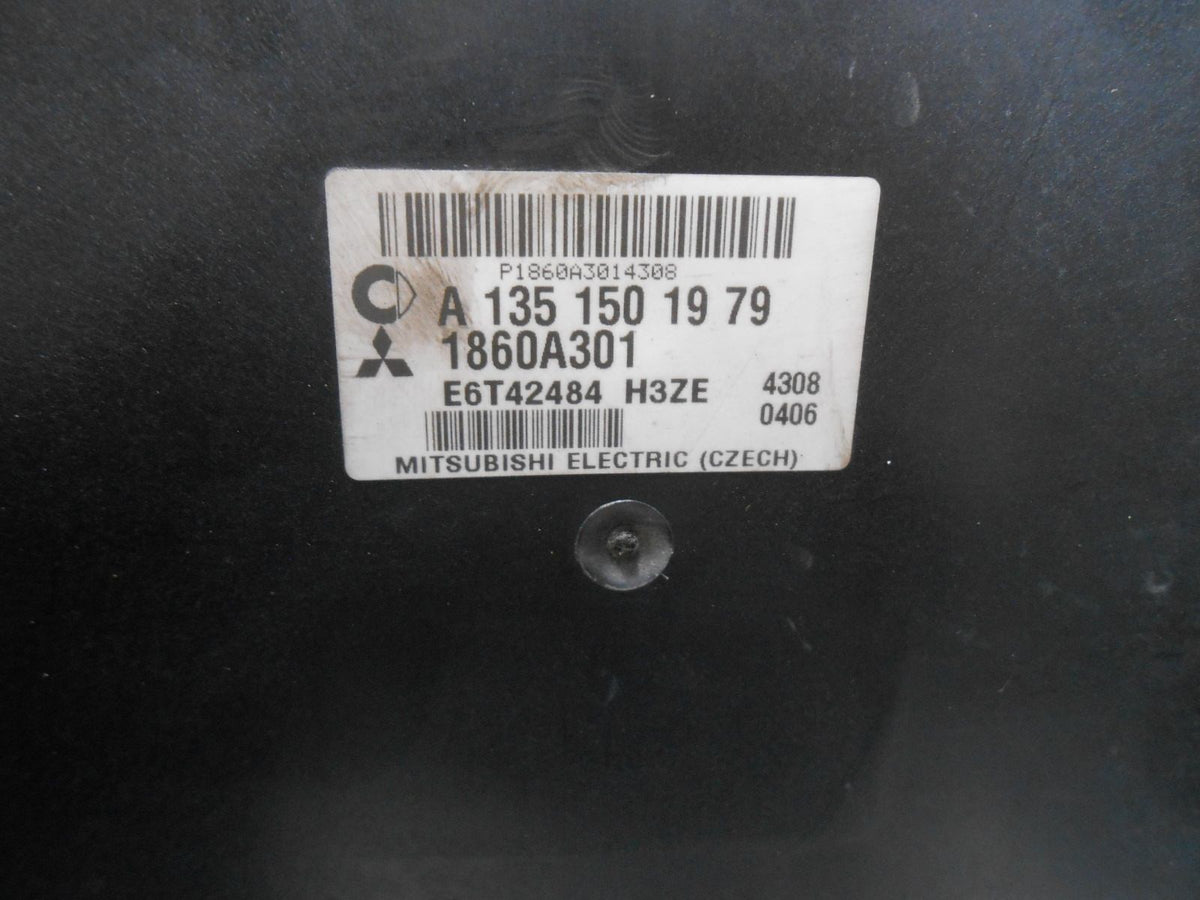 P1860A3014308
A 135 150 19 79
1860A301
E6T42484 H3ZE 4308
0406
MITSUBISHI ELECTRIC (CZECH)